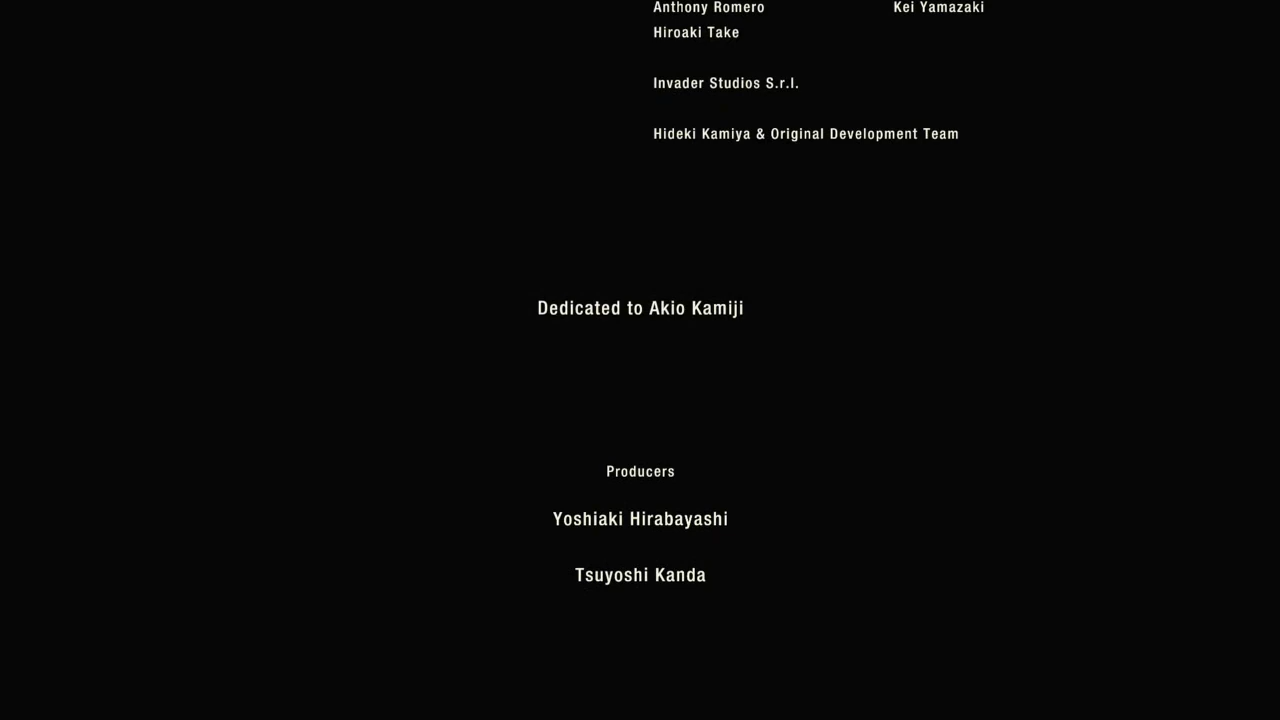 Anthony Romero Kei Yamazaki
Hiroaki Take
Invader Studios S.r.l.
Hideki Kamiya & Original Development Team
Dedicated to Akio Kamiji
Producers
Yoshiaki Hirabayashi
Tsuyoshi Kanda